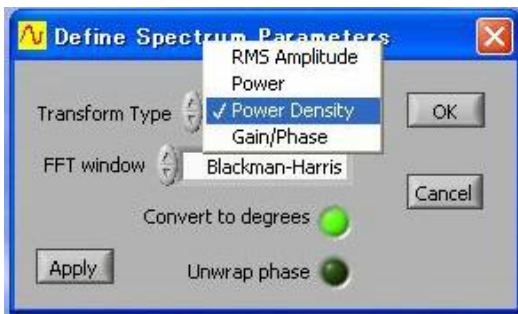 Define Spectrum Parameters
RMS Amplitude
Power
Transform Type ✓ Power Density OK
Gain/Phase
FFT window Blackman-Harris
Cancel
Convert to degrees
Apply Unwrap phase